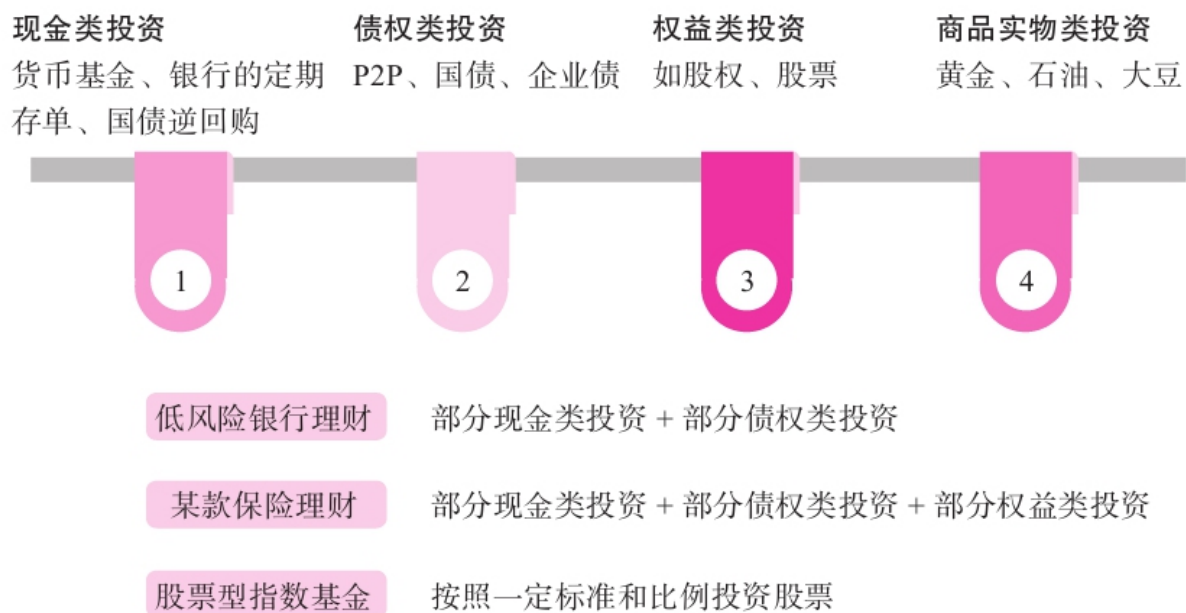 现金类投资
货币基金、银行的定期
存单、国债逆回购
债权类投资
P2P、国债、企业债
权益类投资
如股权、股票
商品实物类投资
黄金、石油、大豆
1
2
3
4
低风险银行理财
部分现金类投资 + 部分债权类投资
某款保险理财
部分现金类投资 + 部分债权类投资 + 部分权益类投资
股票型指数基金
按照一定标准和比例投资股票